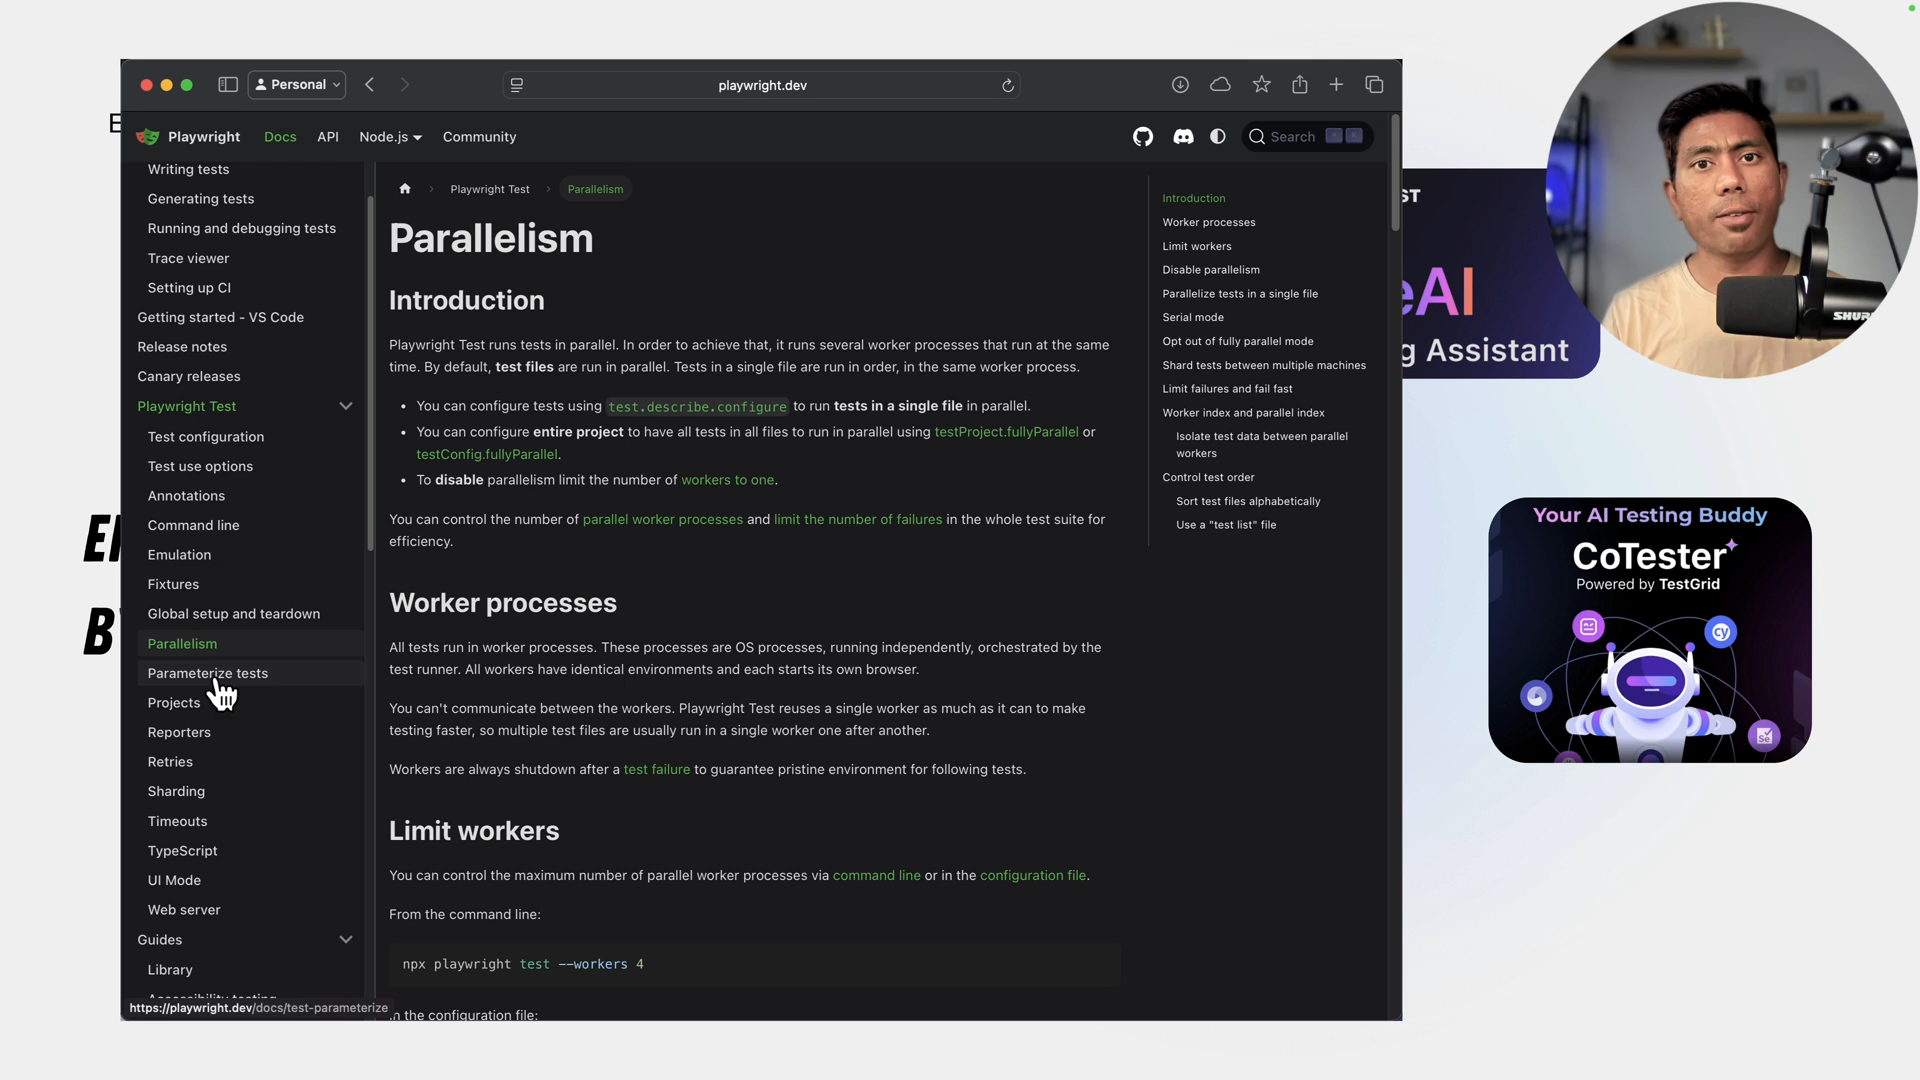 Personal
playwright.dev
Playwright
Docs
API
Node.js
Community
Search
Writing tests
Generating tests
Running and debugging tests
Trace viewer
Setting up CI
Getting started - VS Code
Release notes
Canary releases
Playwright Test
Test configuration
Test use options
Annotations
Command line
Emulation
Fixtures
Global setup and teardown
Parallelism
Parameterize tests
Projects
Reporters
Retries
Sharding
Timeouts
TypeScript
UI Mode
Web server
Guides
Library
https://playwright.dev/docs/test-parameterize
Playwright Test
Parallelism
Parallelism
Introduction
Playwright Test runs tests in parallel. In order to achieve that, it runs several worker processes that run at the same
time. By default, test files are run in parallel. Tests in a single file are run in order, in the same worker process.
• You can configure tests using test.describe.configure to run tests in a single file in parallel.
• You can configure entire project to have all tests in all files to run in parallel using testProject.fullyParallel or
testConfig.fullyParallel.
• To disable parallelism limit the number of workers to one.
You can control the number of parallel worker processes and limit the number of failures in the whole test suite for
efficiency.
Worker processes
All tests run in worker processes. These processes are OS processes, running independently, orchestrated by the
test runner. All workers have identical environments and each starts its own browser.
You can't communicate between the workers. Playwright Test reuses a single worker as much as it can to make
testing faster, so multiple test files are usually run in a single worker one after another.
Workers are always shutdown after a test failure to guarantee pristine environment for following tests.
Limit workers
You can control the maximum number of parallel worker processes via command line or in the configuration file.
From the command line:
npx playwright test --workers 4
n the configuration file:
Introduction
Worker processes
Limit workers
Disable parallelism
Parallelize tests in a single file
Serial mode
Opt out of fully parallel mode
Shard tests between multiple machines
Limit failures and fail fast
Worker index and parallel index
Isolate test data between parallel
workers
Control test order
Sort test files alphabetically
Use a "test list" file
ST
eAI
g Assistant
SHUR
Your AI Testing Buddy
CoTester
Powered by TestGrid
cy
Se